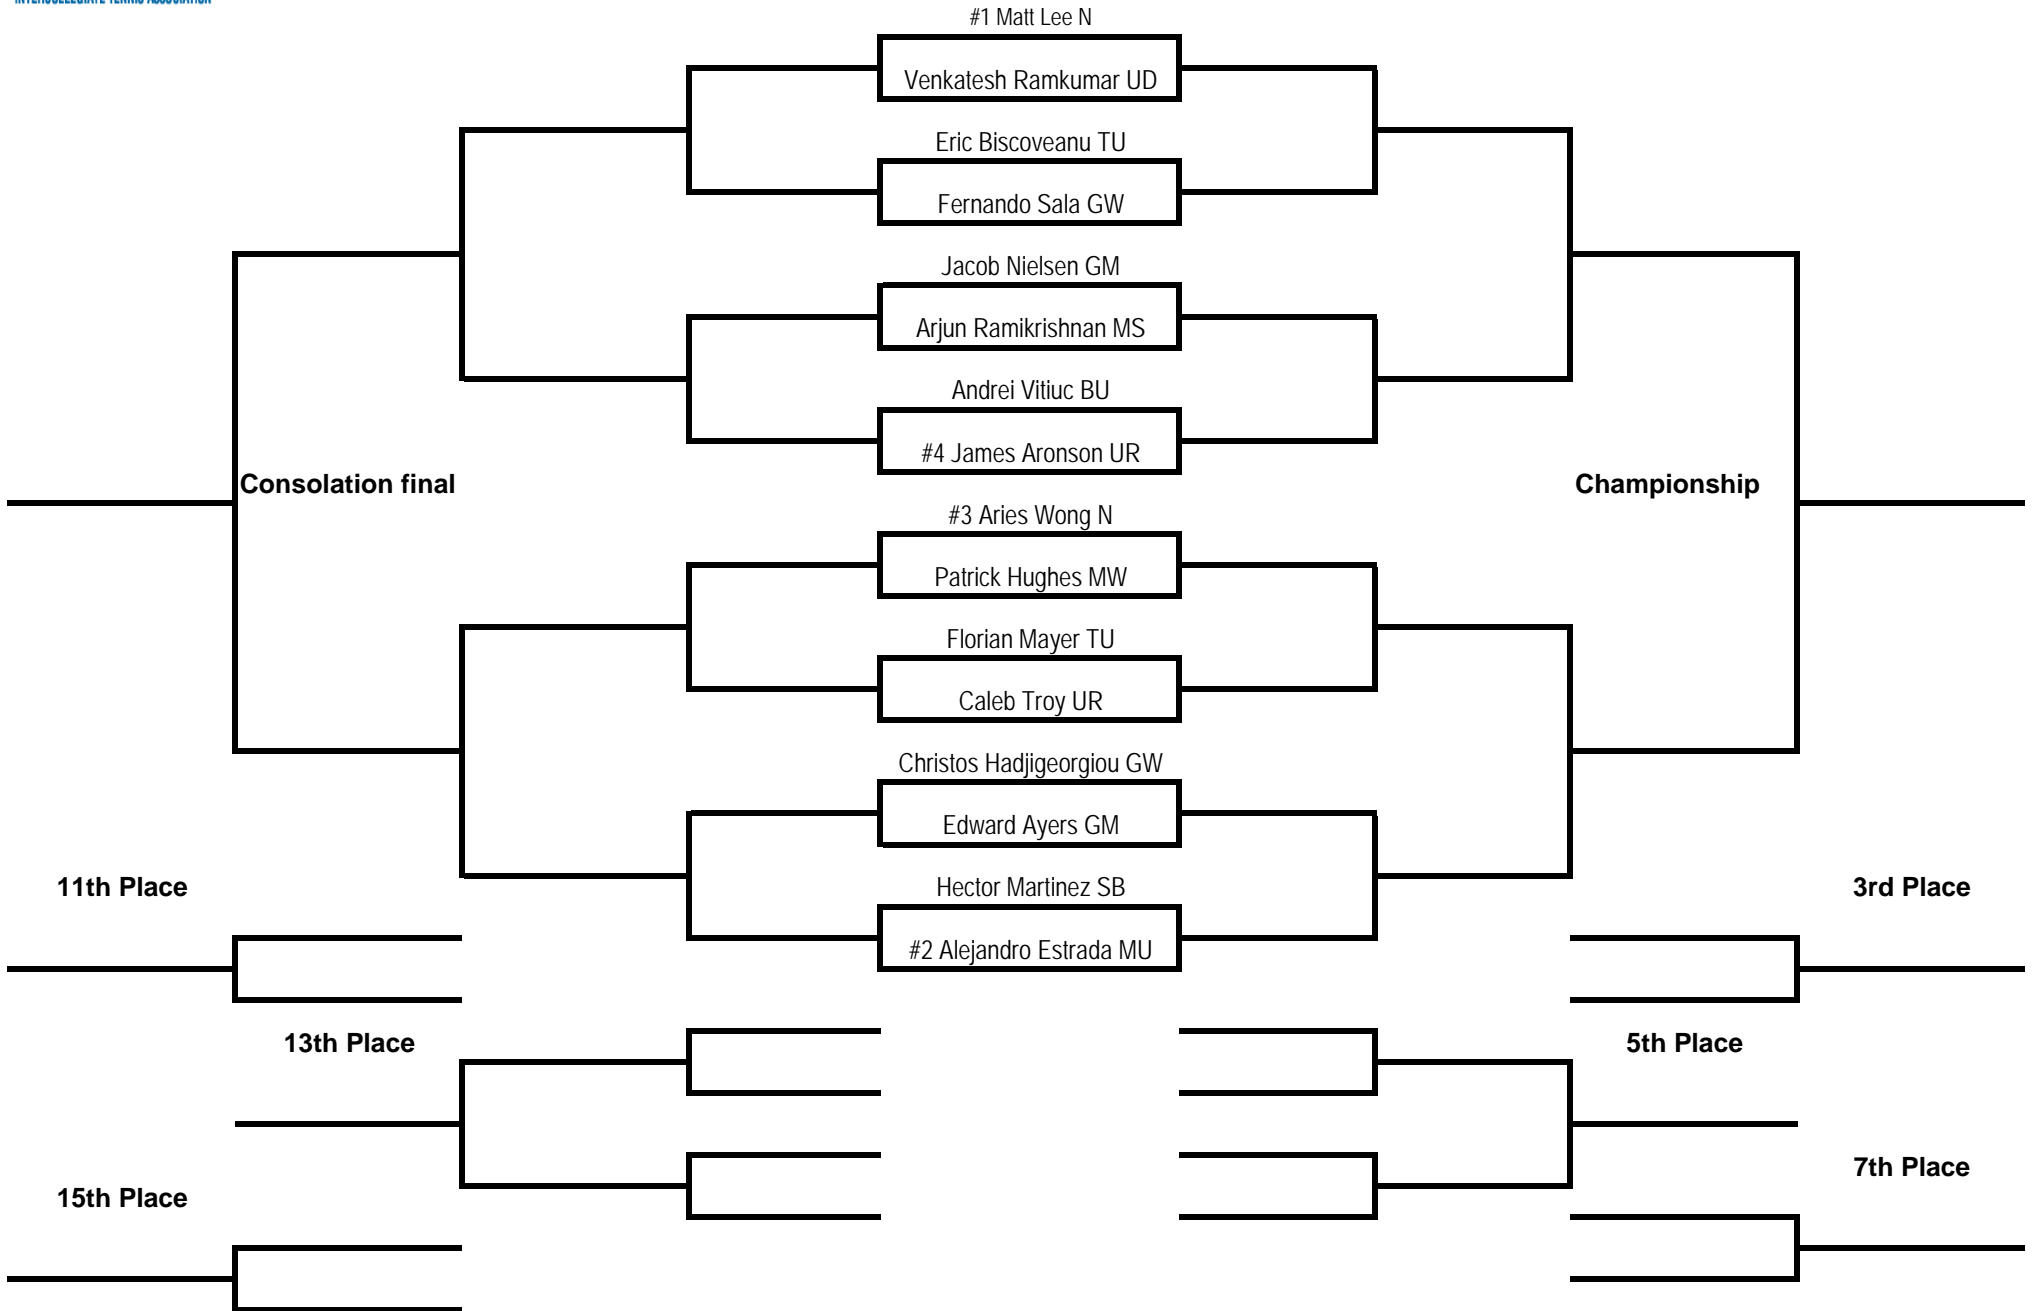 INTERCOLLEGIATE TENNIS ASSOCIATION
#1 Matt Lee N
Venkatesh Ramkumar UD
Eric Biscoveanu TU
Fernando Sala GW
Jacob Nielsen GM
Arjun Ramikrishnan MS
Andrei Vitiuc BU
#4 James Aronson UR
Consolation final
Championship
#3 Aries Wong N
Patrick Hughes MW
Florian Mayer TU
Caleb Troy UR
Christos Hadjigeorgiou GW
Edward Ayers GM
11th Place
Hector Martinez SB
3rd Place
#2 Alejandro Estrada MU
13th Place
5th Place
7th Place
15th Place